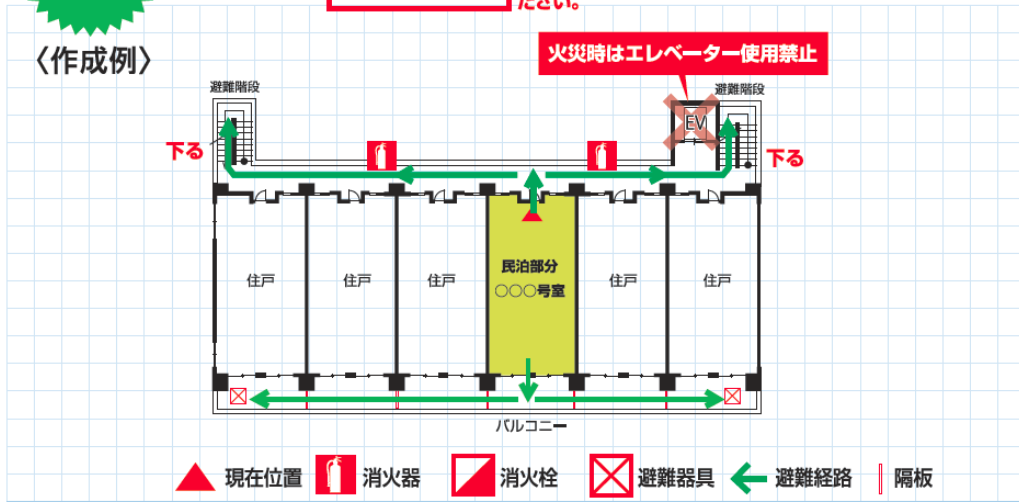 ださい。
〈作成例〉
火災時はエレベーター使用禁止
避難階段
避難階段
EV
下る
下る
住戸
住戸
住戸
民泊部分
〇〇〇号室
住戸
住戸
バルコニー
現在位置
消火器
消火栓
避難器具
避難経路
隔板